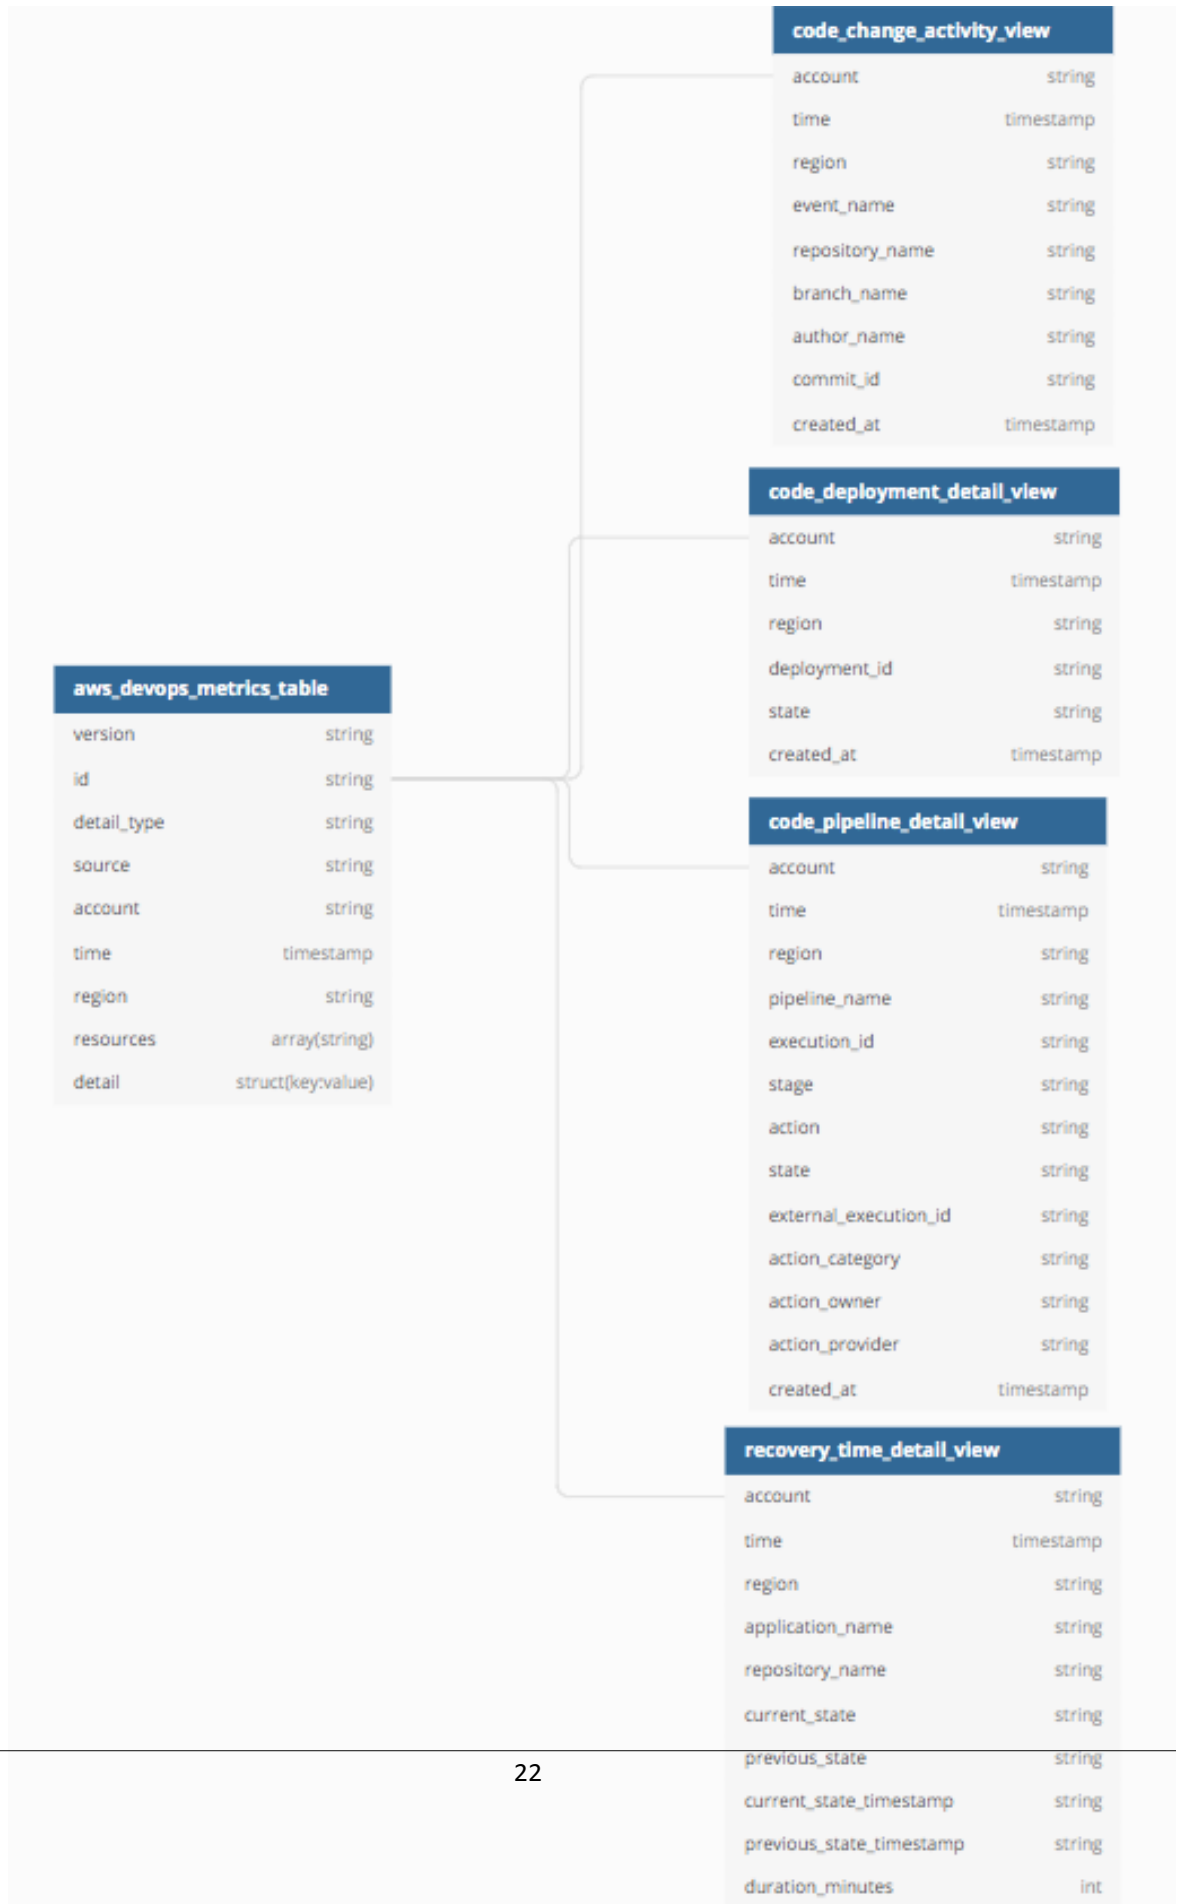 code_change_activity_view
account string
time timestamp
region string
event_name string
repository_name string
branch_name string
author_name string
commit_id string
created_at timestamp
code_deployment_detail_view
account string
time timestamp
region string
deployment_id string
state string
created_at timestamp
aws_devops_metrics_table
version string
id string
detail_type string
source string
account string
time timestamp
region string
resources array(string)
detail struct(key:value)
code_pipeline_detail_view
account string
time timestamp
region string
pipeline_name string
execution_id string
stage string
action string
state string
external_execution_id string
action_category string
action_owner string
action_provider string
created_at timestamp
recovery_time_detail_view
account string
time timestamp
region string
application_name string
repository_name string
current_state string
previous_state string
22
current_state_timestamp string
previous_state_timestamp string
duration_minutes int